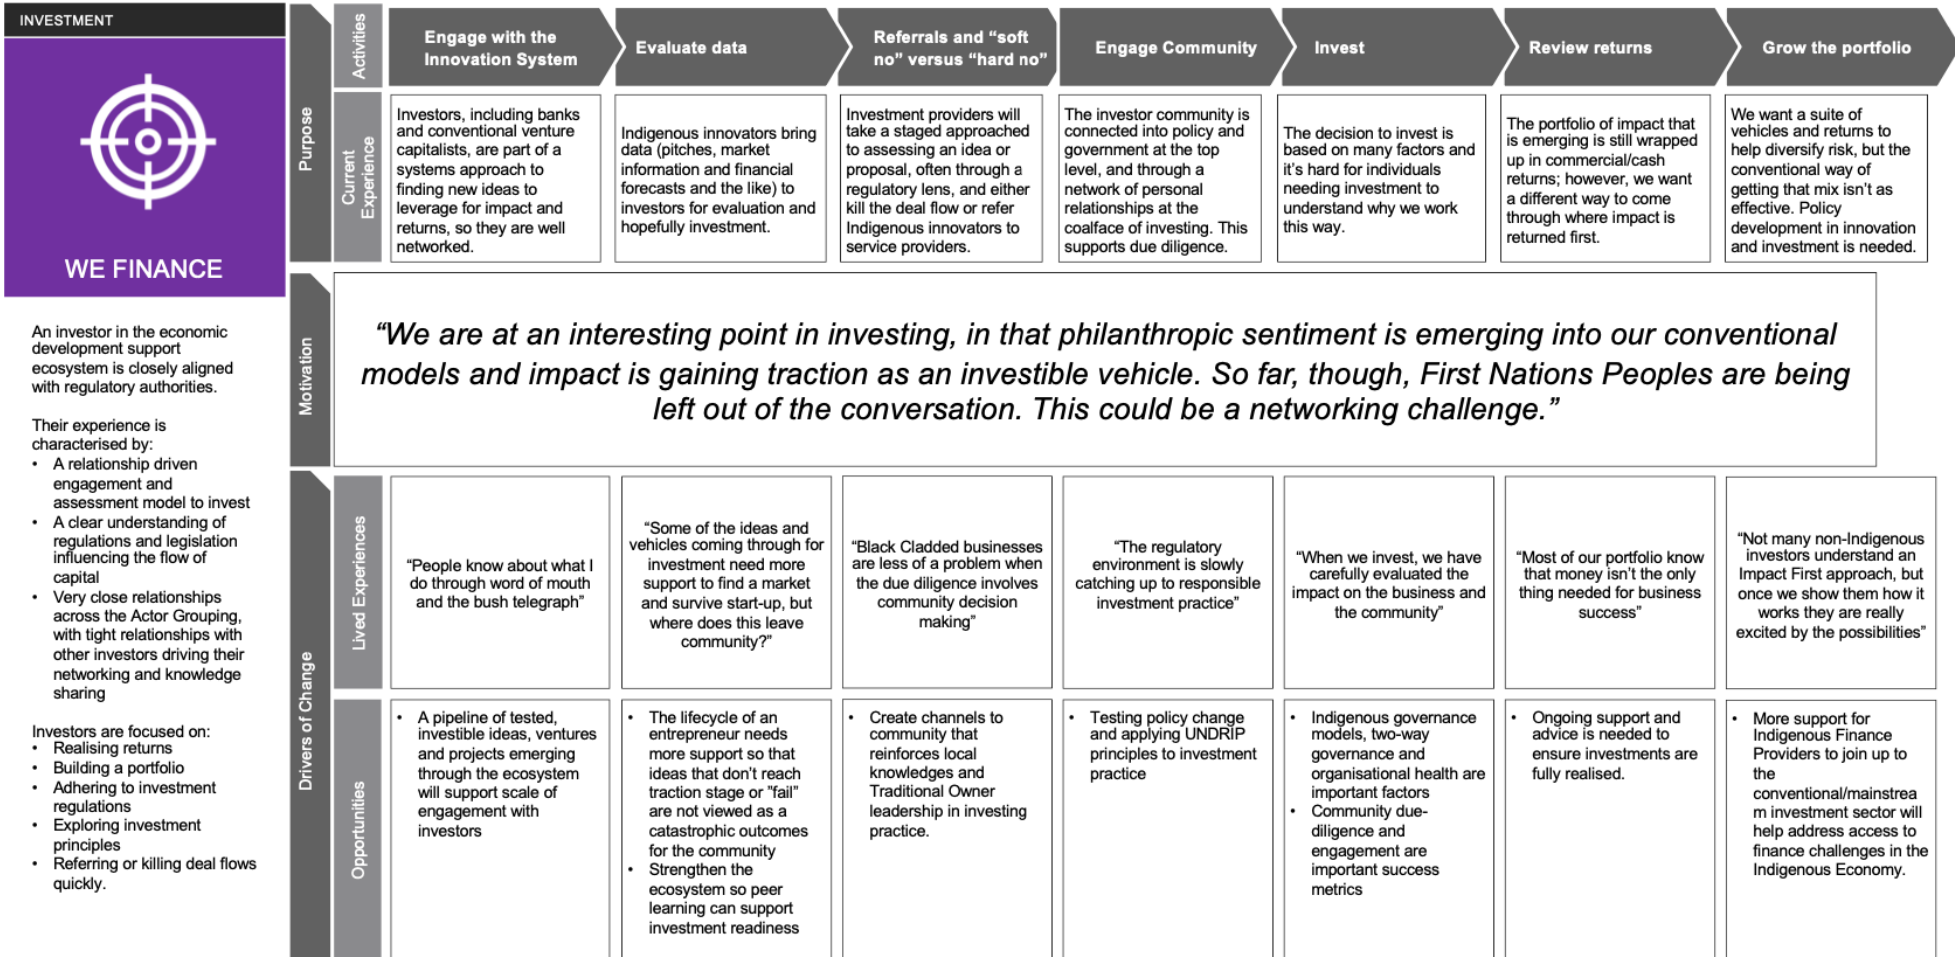 INVESTMENT
WE FINANCE
An investor in the economic
development support
ecosystem is closely aligned
with regulatory authorities.
Their experience is
characterised by:
• A relationship driven
engagement and
assessment model to invest
• A clear understanding of
regulations and legislation
influencing the flow of
capital
• Very close relationships
across the Actor Grouping,
with tight relationships with
other investors driving their
networking and knowledge
sharing
Investors are focused on:
• Realising returns
• Building a portfolio
• Adhering to investment
regulations
• Exploring investment
principles
• Referring or killing deal flows
quickly.
Purpose
Activities
Engage with the
Innovation System
Evaluate data
Referrals and “soft
no” versus “hard no”
Engage Community
Invest
Review returns
Grow the portfolio
Current
Experience
Investors, including banks
and conventional venture
capitalists, are part of a
systems approach to
finding new ideas to
leverage for impact and
returns, so they are well
networked.
Indigenous innovators bring
data (pitches, market
information and financial
forecasts and the like) to
investors for evaluation and
hopefully investment.
Investment providers will
take a staged approached
to assessing an idea or
proposal, often through a
regulatory lens, and either
kill the deal flow or refer
Indigenous innovators to
service providers.
The investor community is
connected into policy and
government at the top
level, and through a
network of personal
relationships at the
coalface of investing. This
supports due diligence.
The decision to invest is
based on many factors and
it’s hard for individuals
needing investment to
understand why we work
this way.
The portfolio of impact that
is emerging is still wrapped
up in commercial/cash
returns; however, we want
a different way to come
through where impact is
returned first.
We want a suite of
vehicles and returns to
help diversify risk, but the
conventional way of
getting that mix isn’t as
effective. Policy
development in innovation
and investment is needed.
Motivation
“We are at an interesting point in investing, in that philanthropic sentiment is emerging into our conventional
models and impact is gaining traction as an investible vehicle. So far, though, First Nations Peoples are being
left out of the conversation. This could be a networking challenge.”
Drivers of Change
Lived Experiences
“People know about what I
do through word of mouth
and the bush telegraph”
“Some of the ideas and
vehicles coming through for
investment need more
support to find a market
and survive start-up, but
where does this leave
community?”
“Black Cladded businesses
are less of a problem when
the due diligence involves
community decision
making”
“The regulatory
environment is slowly
catching up to responsible
investment practice”
“When we invest, we have
carefully evaluated the
impact on the business and
the community”
“Most of our portfolio know
that money isn’t the only
thing needed for business
success”
“Not many non-Indigenous
investors understand an
Impact First approach, but
once we show them how it
works they are really
excited by the possibilities”
Opportunities
• A pipeline of tested,
investible ideas, ventures
and projects emerging
through the ecosystem
will support scale of
engagement with
investors
• The lifecycle of an
entrepreneur needs
more support so that
ideas that don’t reach
traction stage or ”fail”
are not viewed as a
catastrophic outcomes
for the community
• Strengthen the
ecosystem so peer
learning can support
investment readiness
• Create channels to
community that
reinforces local
knowledges and
Traditional Owner
leadership in investing
practice.
• Testing policy change
and applying UNDRIP
principles to investment
practice
• Indigenous governance
models, two-way
governance and
organisational health are
important factors
• Community due-
diligence and
engagement are
important success
metrics
• Ongoing support and
advice is needed to
ensure investments are
fully realised.
• More support for
Indigenous Finance
Providers to join up to
the
conventional/mainstrea
m investment sector will
help address access to
finance challenges in the
Indigenous Economy.